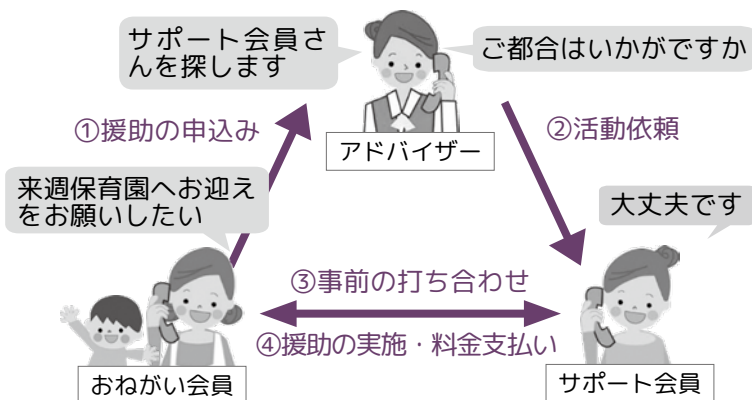 サポート会員さ
んを探します
ご都合はいかがですか
①援助の申込み
②活動依頼
アドバイザー
来週保育園へお迎え
をお願いしたい
大丈夫です
③事前の打ち合わせ
④援助の実施・料金支払い
おねがい会員
サポート会員